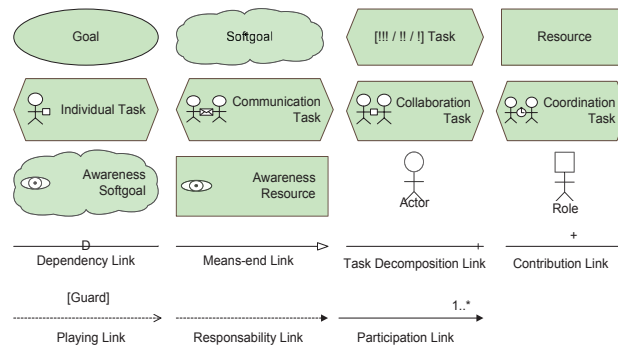 Goal
Softgoal
[!!! / !! / !] Task
Resource
Individual Task
Communication
Task
Collaboration
Task
Coordination
Task
Awareness
Softgoal
Awareness
Resource
Actor
Role
D
Dependency Link
Means-end Link
Task Decomposition Link
+
Contribution Link
[Guard]
Playing Link
Responsability Link
1..*
Participation Link